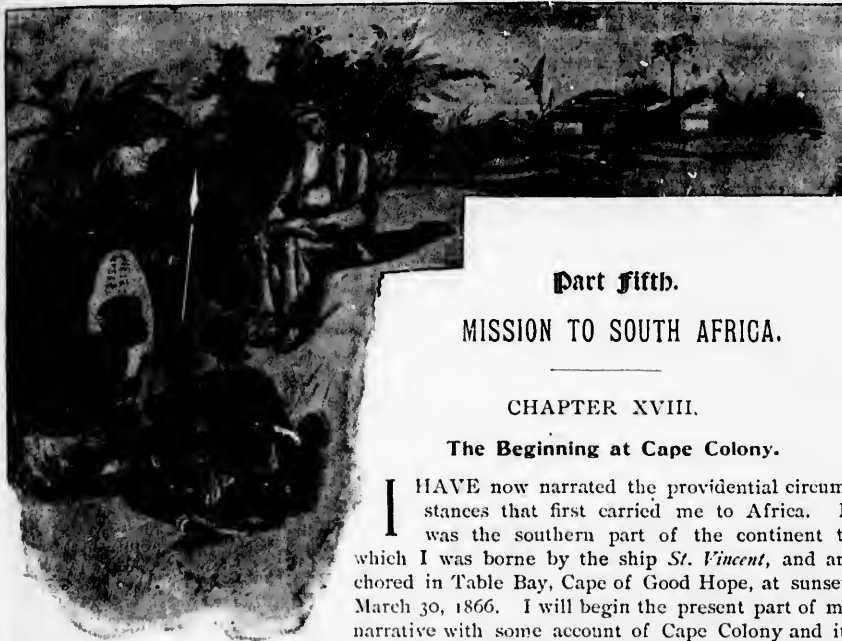 Part Fifth.
MISSION TO SOUTH AFRICA.
CHAPTER XVIII.
The Beginning at Cape Colony.
I HAVE now narrated the providential circum
stances that first carried me to Africa. I
was the southern part of the continent t
which I was borne by the ship St. Vincent, and an
chored in Table Bay, Cape of Good Hope, at sunse
March 30, 1866. I will begin the present part of m
narrative with some account of Cape Colony and it